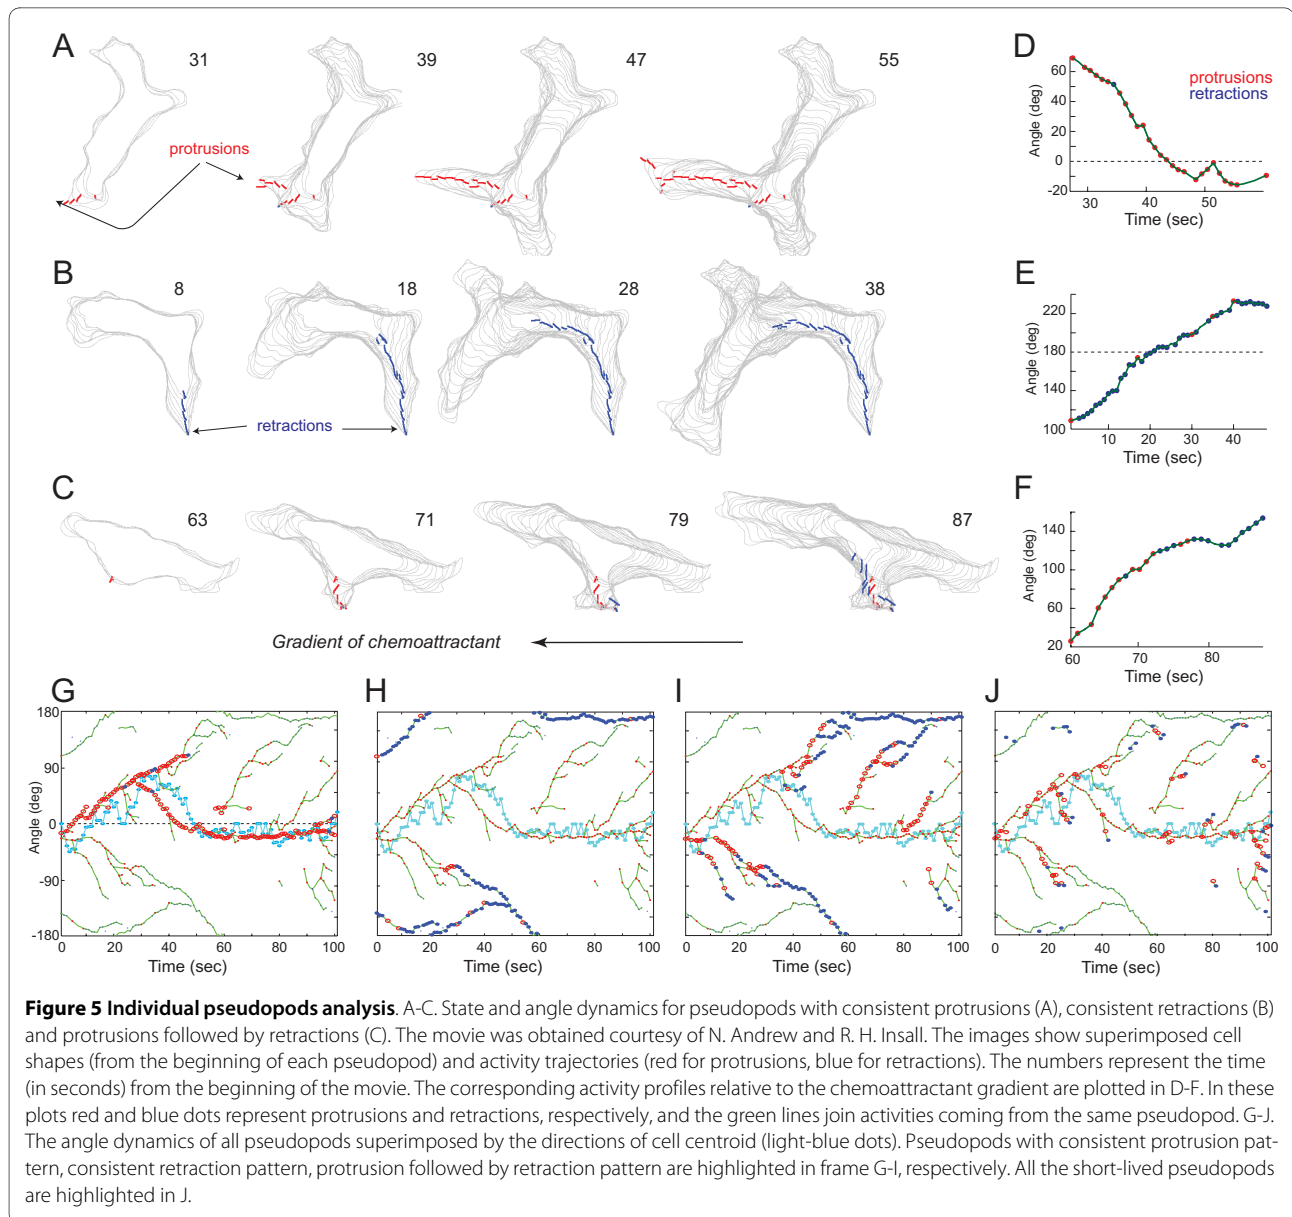 A
31
39
47
55
protrusions
D
protrusions
retractions
Angle (deg)
60
40
20
0
-20
30
40
50
Time (sec)
B
8
18
28
38
retractions
E
Angle (deg)
220
180
140
100
10
20
30
40
Time (sec)
C
63
71
79
87
Gradient of chemoattractant
F
Angle (deg)
140
100
60
20
60
70
80
Time (sec)
G
H
I
J
Angle (deg)
180
90
0
-90
-180
0
20
40
60
80
100
Time (sec)
0
20
40
60
80
100
Time (sec)
0
20
40
60
80
100
Time (sec)
0
20
40
60
80
100
Time (sec)
Figure 5 Individual pseudopods analysis. A-C. State and angle dynamics for pseudopods with consistent protrusions (A), consistent retractions (B)
and protrusions followed by retractions (C). The movie was obtained courtesy of N. Andrew and R. H. Insall. The images show superimposed cell
shapes (from the beginning of each pseudopod) and activity trajectories (red for protrusions, blue for retractions). The numbers represent the time
(in seconds) from the beginning of the movie. The corresponding activity profiles relative to the chemoattractant gradient are plotted in D-F. In these
plots red and blue dots represent protrusions and retractions, respectively, and the green lines join activities coming from the same pseudopod. G-J.
The angle dynamics of all pseudopods superimposed by the directions of cell centroid (light-blue dots). Pseudopods with consistent protrusion pat-
tern, consistent retraction pattern, protrusion followed by retraction pattern are highlighted in frame G-I, respectively. All the short-lived pseudopods
are highlighted in J.